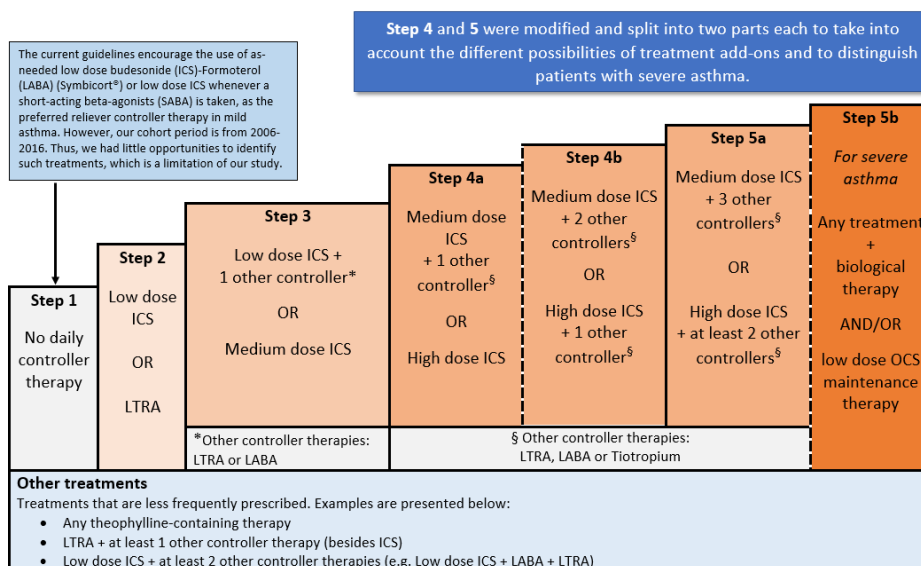 Step 4 and 5 were modified and split into two parts each to take into
account the different possibilities of treatment add-ons and to distinguish
patients with severe asthma.
The current guidelines encourage the use of as-
needed low dose budesonide (ICS)-Formoterol
(LABA) (Symbicort®) or low dose ICS whenever a
short-acting beta-agonists (SABA) is taken, as the
preferred reliever controller therapy in mild
asthma. However, our cohort period is from 2006-
2016. Thus, we had little opportunities to identify
such treatments, which is a limitation of our study.
Step 1
No daily
controller
therapy
Step 2
Low dose
ICS
OR
LTRA
Step 3
Low dose ICS +
1 other controller*
OR
Medium dose ICS
Step 4a
Medium dose
ICS
+ 1 other
controller§
OR
High dose ICS
Step 4b
Medium dose ICS
+ 2 other
controllers§
OR
High dose ICS
+ 1 other
controller§
Step 5a
Medium dose ICS
+ 3 other
controllers§
OR
High dose ICS
+ at least 2 other
controllers§
Step 5b
For severe
asthma
Any treatment
+
biological
therapy
AND/OR
low dose OCS
maintenance
therapy
*Other controller therapies:
LTRA or LABA
§ Other controller therapies:
LTRA, LABA or Tiotropium
Other treatments
Treatments that are less frequently prescribed. Examples are presented below:
• Any theophylline-containing therapy
• LTRA + at least 1 other controller therapy (besides ICS)
• Low dose ICS + at least 2 other controller therapies (e.g. Low dose ICS + LABA + LTRA)